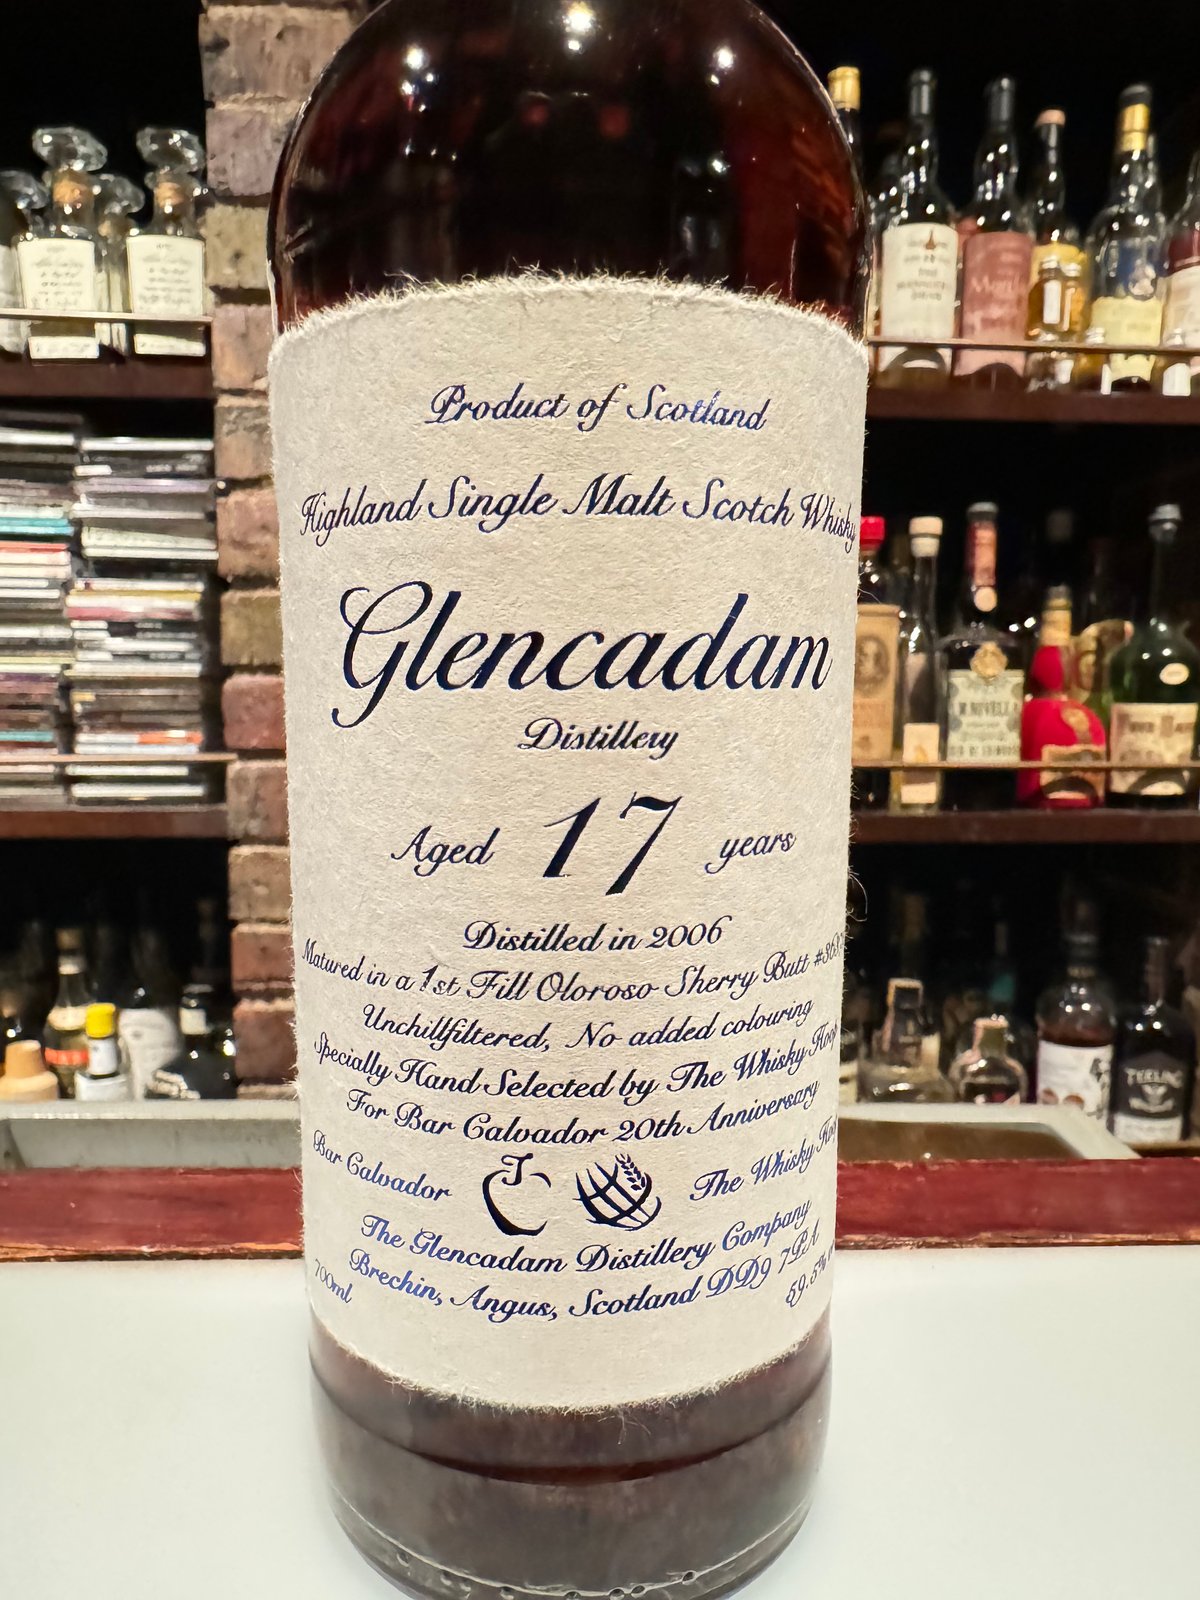 Product of Scotland
Highland Single Malt Scotch Whisky
Glencadam
Distillery
Aged 17 years
Distilled in 2006
Matured in a 1st Fill Oloroso Sherry Butt
Unchillfiltered, No added colouring
Specially Hand Selected by The Whisky
For Bar Calvador 20th Anniversary
Bar Calvador
The Whisky
The Glencadam Distillery Company
Brechin, Angus, Scotland DD9 7PA
700ml
59.5%